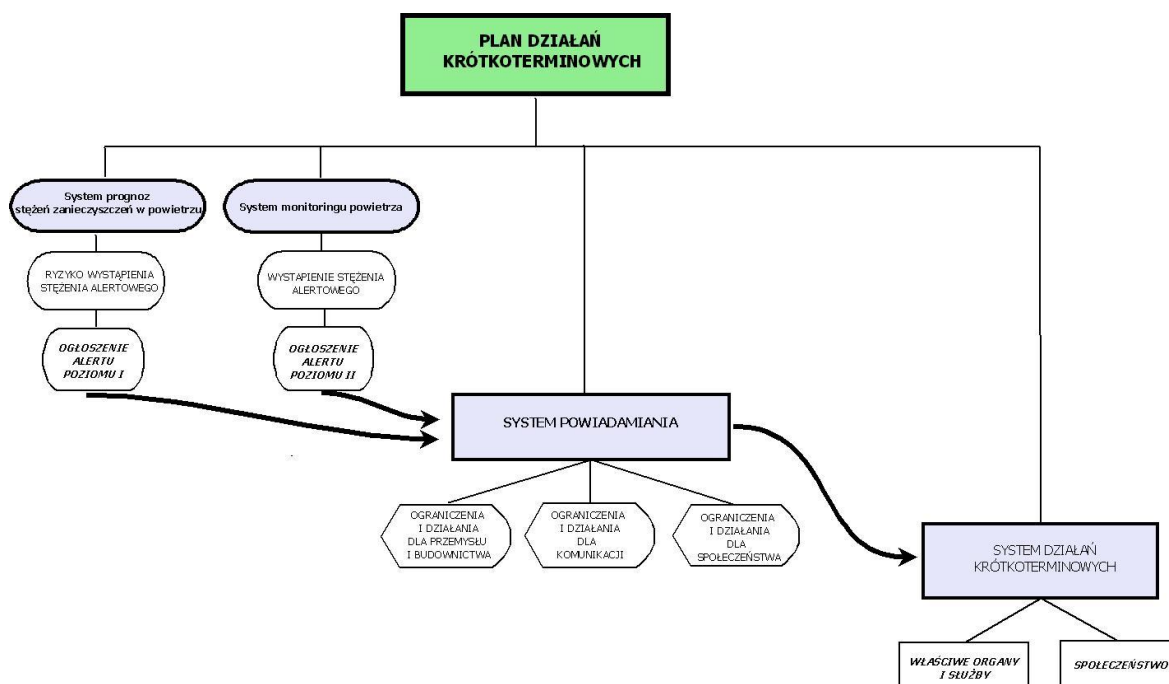 PLAN DZIAŁAŃ
KRÓTKOTERMINOWYCH
System prognoz
stężeń zanieczyszczeń w powietrzu
System monitoringu powietrza
RYZYKO WYSTĄPIENIA
STĘŻENIA ALERTOWEGO
WYSTAPIENIE STĘŻENIA
ALERTOWEGO
OGŁOSZENIE
ALERTU
POZIOMU I
OGŁOSZENIE
ALERTU
POZIOMU II
SYSTEM POWIADAMIANIA
OGRANICZENIA
I DZIAŁANIA
DLA PRZEMYSŁU
I BUDOWNICTWA
OGRANICZENIA
I DZIAŁANIA
DLA
KOMUNIKACJI
OGRANICZENIA
I DZIAŁANIA
DLA
SPOŁECZEŃSTWA
SYSTEM DZIAŁAŃ
KRÓTKOTERMINOWYCH
WŁAŚCIWE ORGANY
I SŁUŻBY
SPOŁECZEŃSTWO